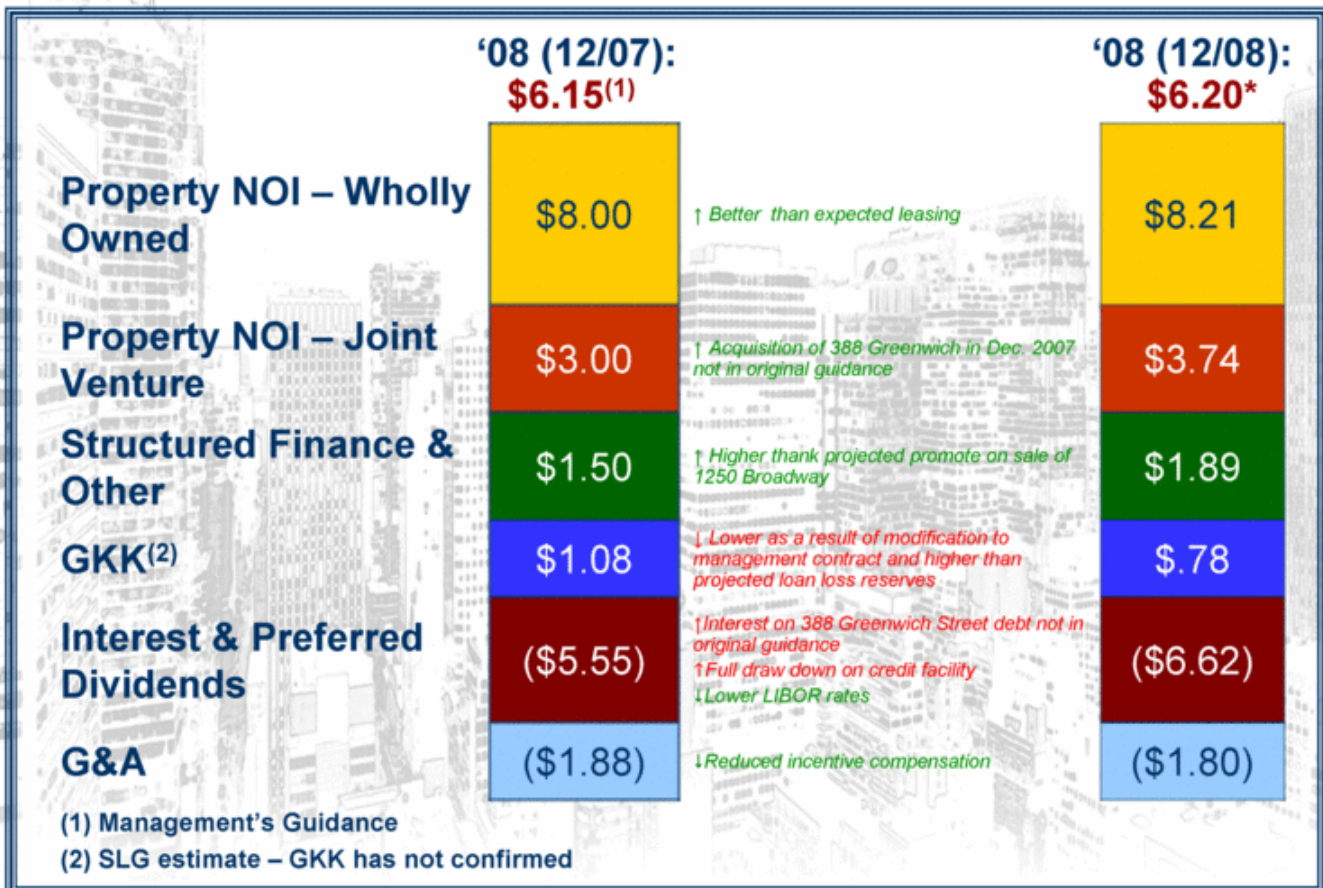 ‘08 (12/07):
$6.15(1)
‘08 (12/08):
$6.20*
Property NOI – Wholly
Owned
$8.00
↑ Better than expected leasing
$8.21
Property NOI – Joint
Venture
$3.00
↑ Acquisition of 388 Greenwich in Dec. 2007
not in original guidance
$3.74
Structured Finance &
Other
$1.50
↑ Higher thank projected promote on sale of
1250 Broadway
$1.89
GKK(2)
$1.08
↓ Lower as a result of modification to
management contract and higher than
projected loan loss reserves
$.78
Interest & Preferred
Dividends
($5.55)
↑Interest on 388 Greenwich Street debt not in
original guidance
↑Full draw down on credit facility
↓Lower LIBOR rates
($6.62)
G&A
($1.88)
↓Reduced incentive compensation
($1.80)
(1) Management’s Guidance
(2) SLG estimate – GKK has not confirmed